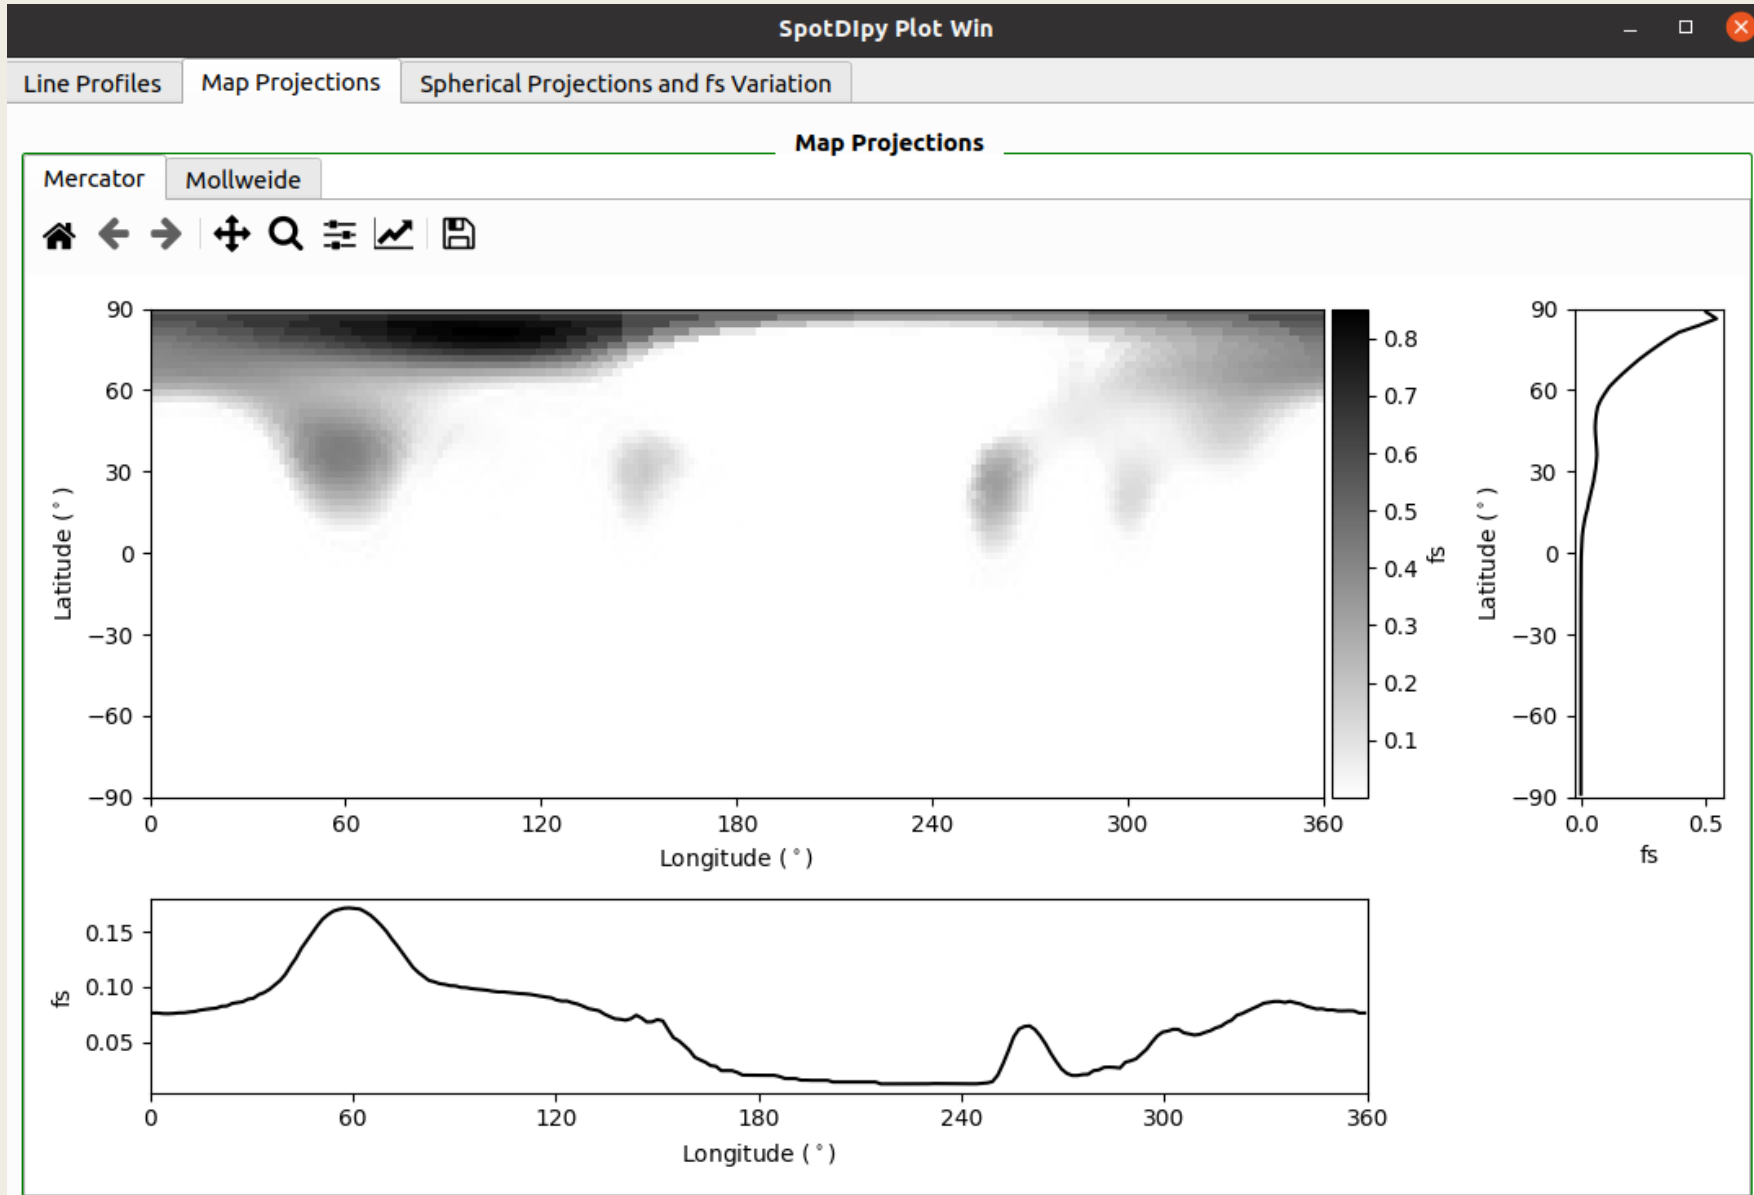 SpotDIpy Plot Win
Line Profiles
Map Projections
Spherical Projections and fs Variation
Map Projections
Mercator
Mollweide
90
60
30
0
−30
−60
−90
Latitude (°)
0
60
120
180
240
300
360
Longitude (°)
0.8
0.7
0.6
0.5
0.4
0.3
0.2
0.1
fs
90
60
30
0
−30
−60
−90
Latitude (°)
0.0
0.5
fs
0.15
0.10
0.05
fs
0
60
120
180
240
300
360
Longitude (°)